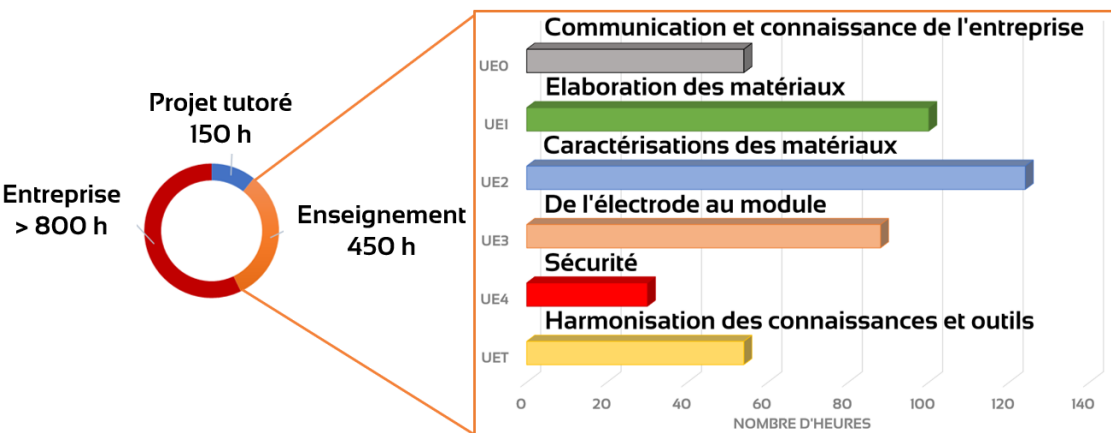 Projet tutoré
150 h
Entreprise
> 800 h
Enseignement
450 h
Communication et connaissance de l'entreprise
UE0
Elaboration des matériaux
UE1
Caractérisations des matériaux
UE2
De l'électrode au module
UE3
Sécurité
UE4
Harmonisation des connaissances et outils
UET
0 20 40 60 80 100 120 140
NOMBRE D'HEURES